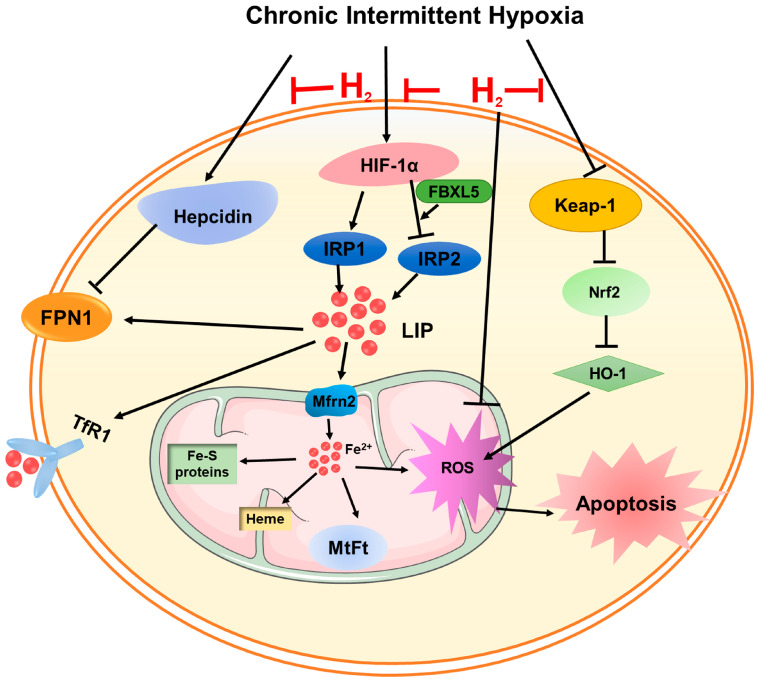 Chronic Intermittent Hypoxia
H2
H2
HIF-1α
FBXL5
Hepcidin
Keap-1
IRP1
IRP2
Nrf2
FPN1
LIP
HO-1
Mfrn2
TfR1
Fe2+
Fe-S
proteins
ROS
Apoptosis
Heme
MtFt